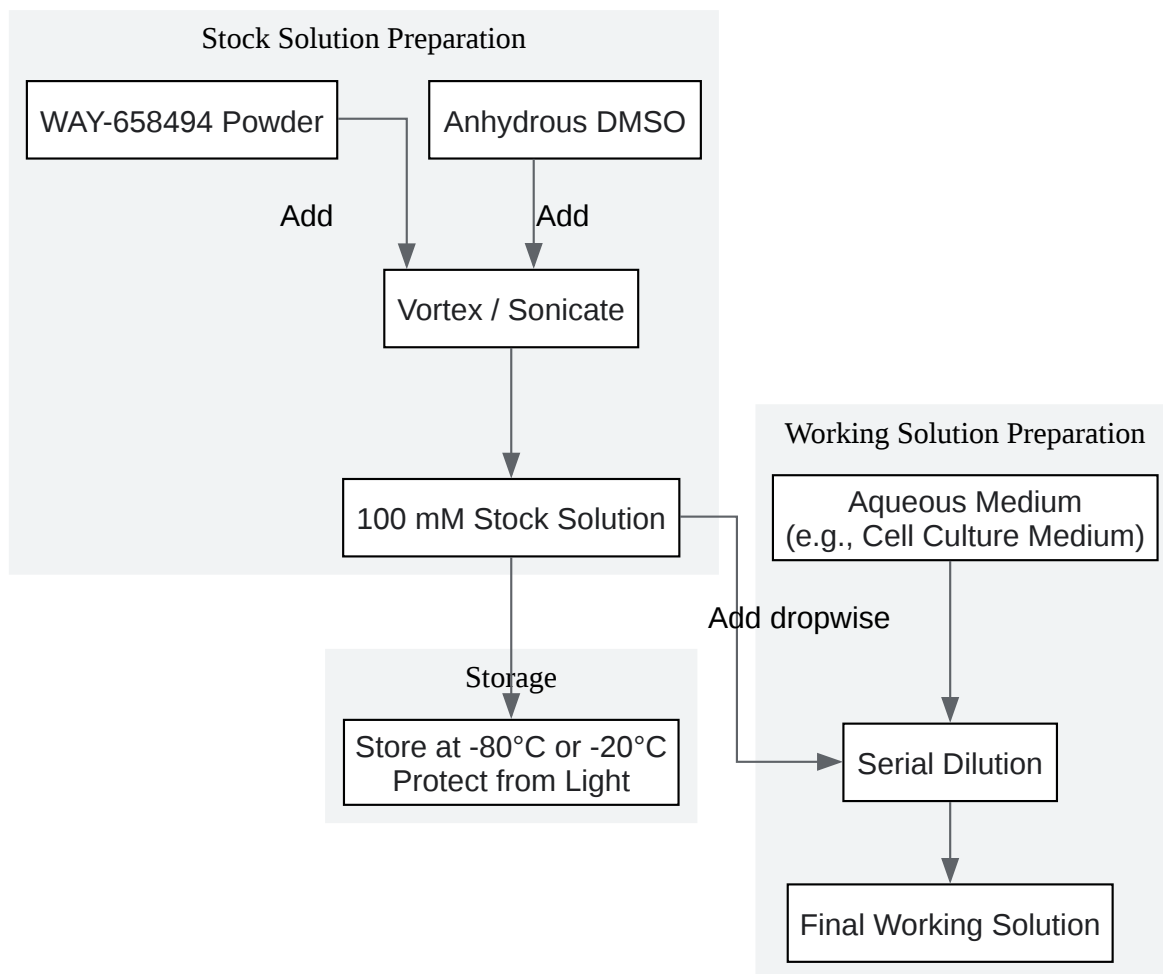 Stock Solution Preparation
WAY-658494 Powder
Anhydrous DMSO
Add
Add
Vortex / Sonicate
100 mM Stock Solution
Working Solution Preparation
Aqueous Medium
(e.g., Cell Culture Medium)
Add dropwise
Storage
Store at -80°C or -20°C
Protect from Light
Serial Dilution
Final Working Solution